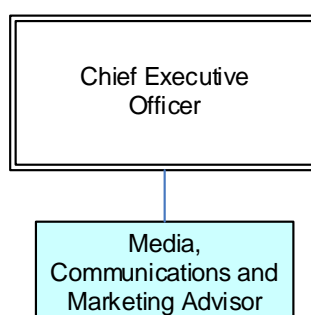 Chief Executive
Officer
Media,
Communications and
Marketing Advisor